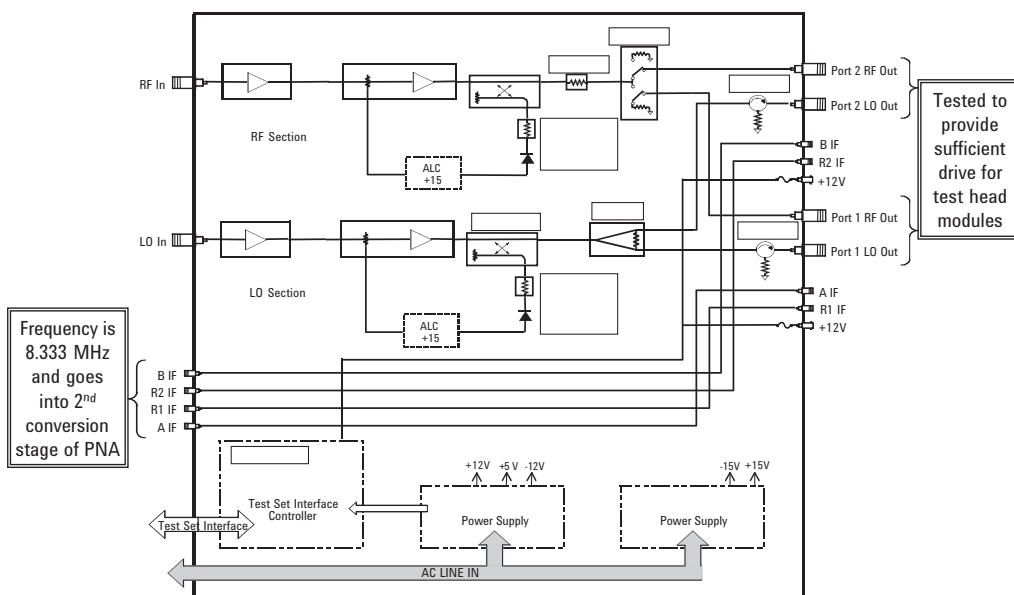 RF In
RF Section
ALC
+15
Port 2 RF Out
Port 2 LO Out
B IF
R2 IF
+12V
Port 1 RF Out
Port 1 LO Out
A IF
R1 IF
+12V
Tested to
provide
sufficient
drive for
test head
modules
LO In
LO Section
ALC
+15
Frequency is
8.333 MHz
and goes
into 2nd
conversion
stage of PNA
B IF
R2 IF
R1 IF
A IF
Test Set Interface
Test Set Interface
Controller
+12V +5 V -12V
Power Supply
-15V +15V
Power Supply
AC LINE IN